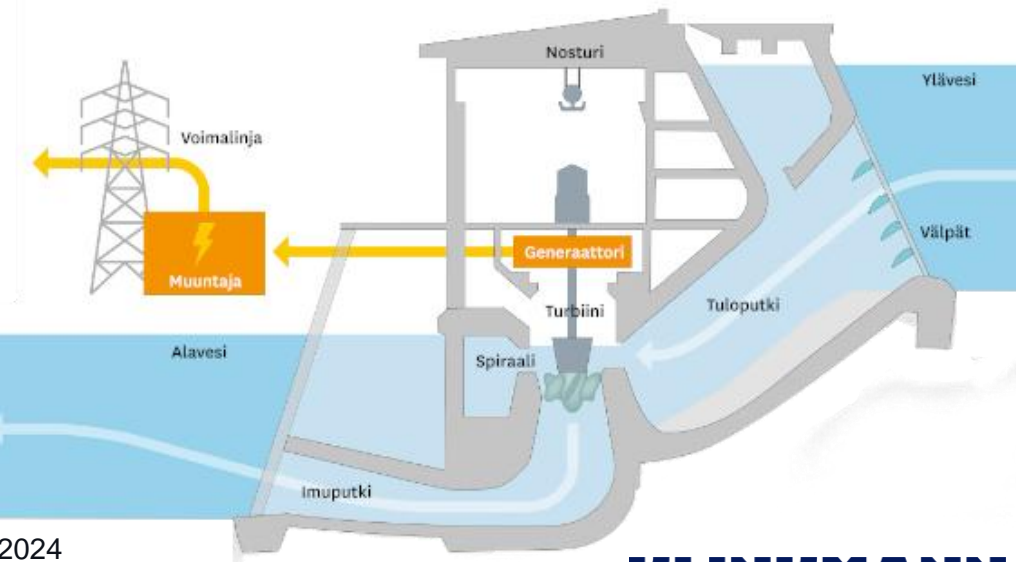 Nosturi
Ylävesi
Voimalinja
Välpät
Generaattori
Muuntaja
Tuloputki
Turbiini
Alavesi
Spiraali
Imuputki
2024